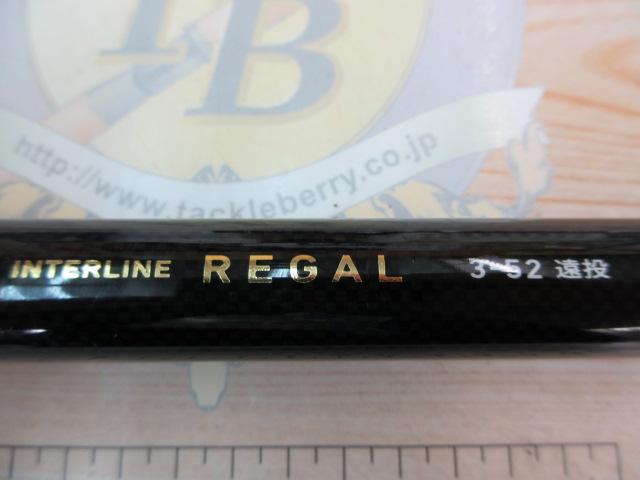 TB
http://www.tackleberry.co.jp
INTERLINE REGAL 3-52 遠投